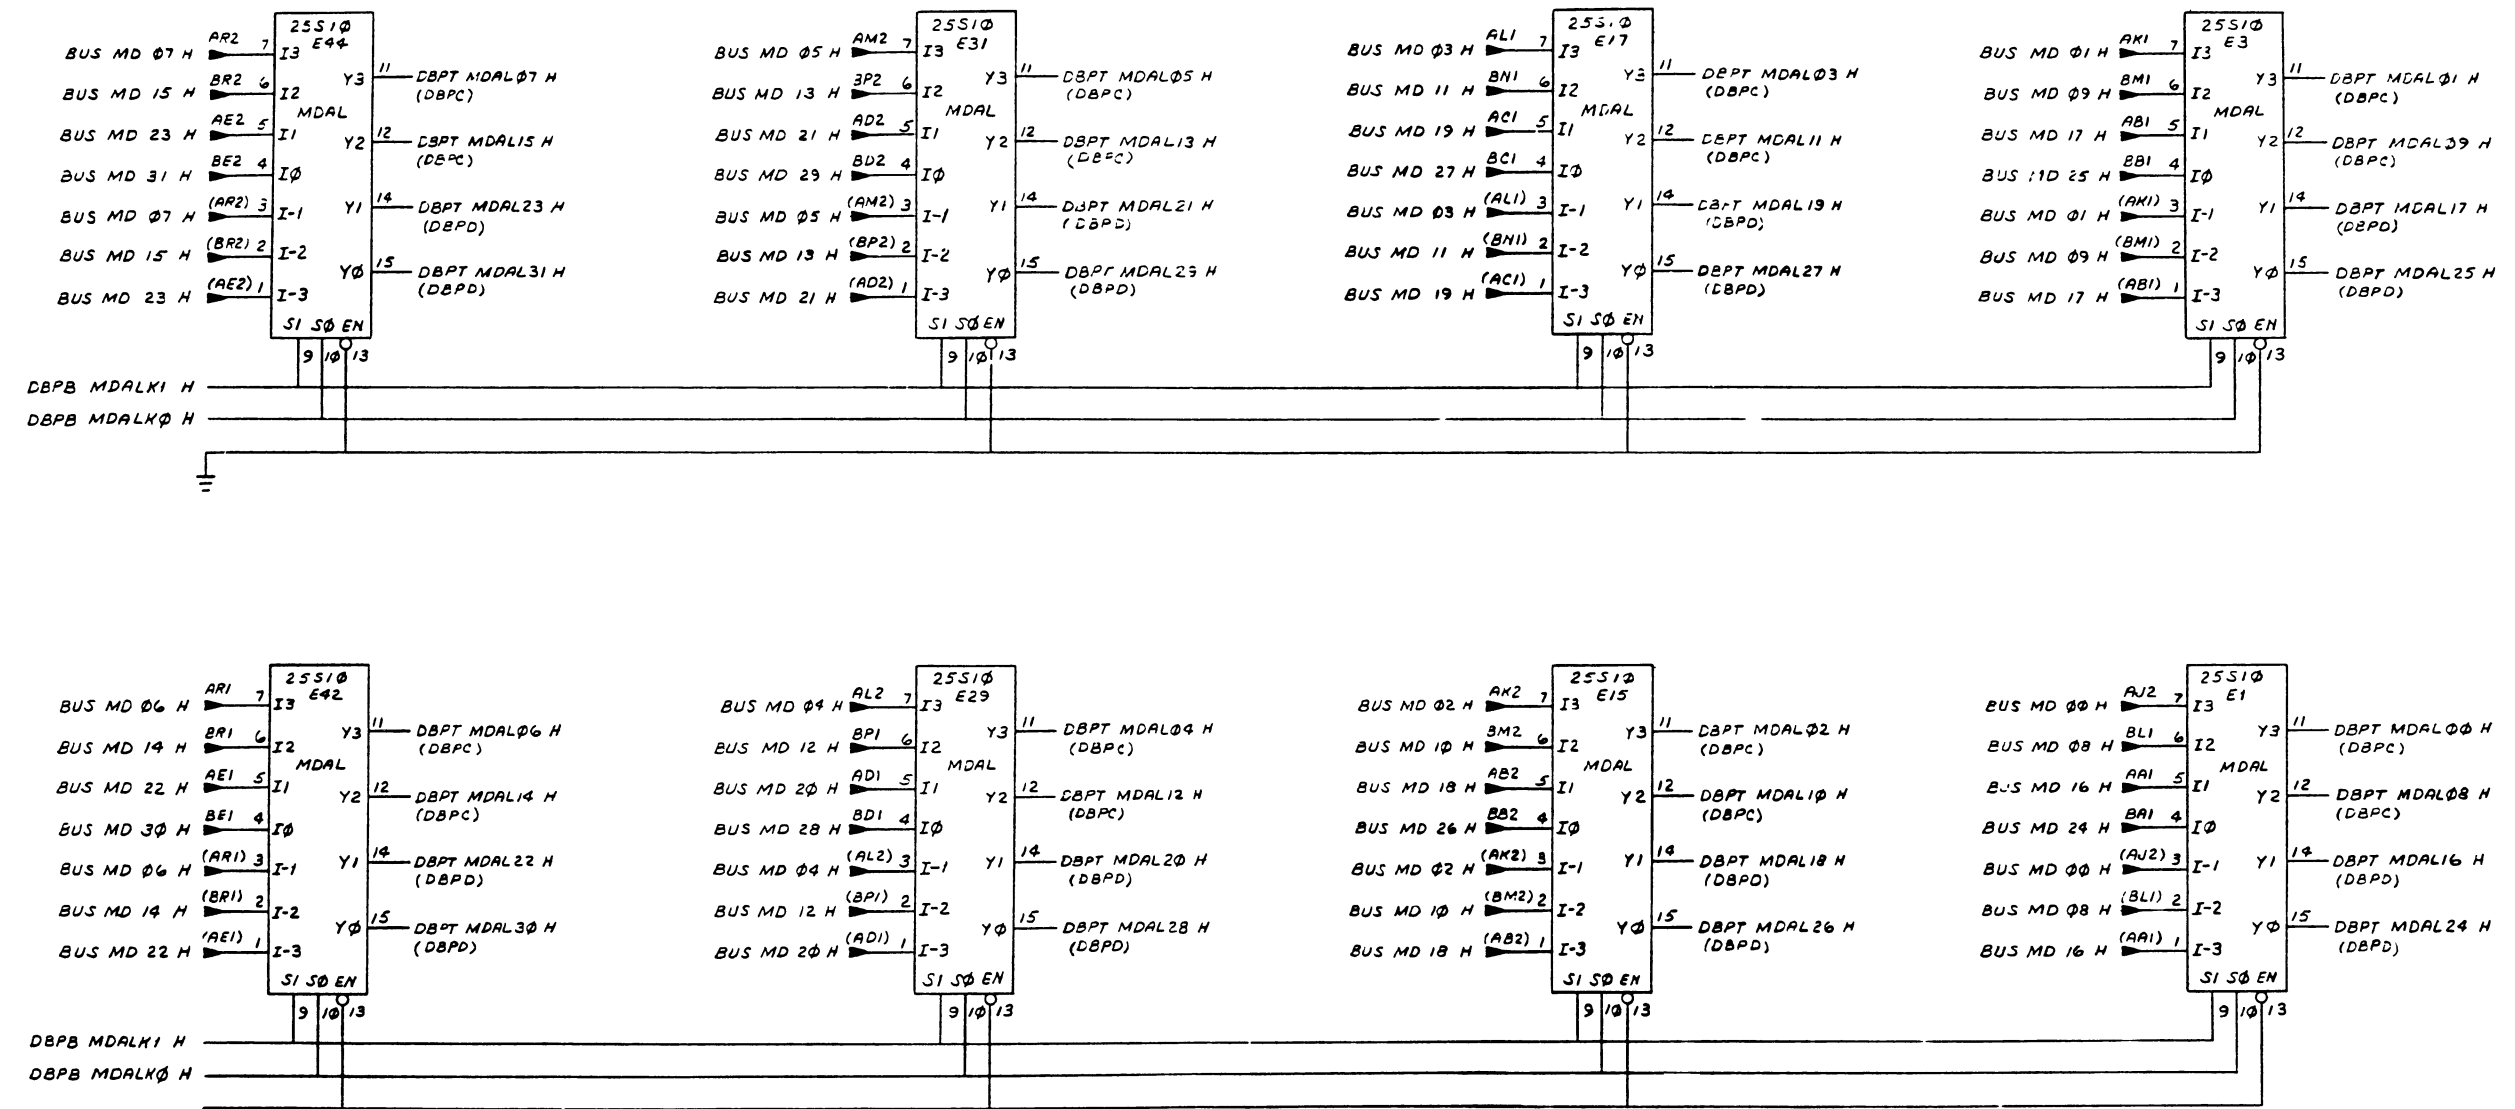 25S1Ø
E44
BUS MD Ø7 H AR2 7 I3
Y3 11 DBPT MDALØ7 H
(DBPC)
BUS MD 15 H BR2 6 I2
MDAL
BUS MD 23 H AE2 5 I1
Y2 12 DBPT MDAL15 H
(DBPC)
BUS MD 31 H BE2 4 IØ
BUS MD Ø7 H (AR2) 3 I-1
Y1 14 DBPT MDAL23 H
(DBPD)
BUS MD 15 H (BR2) 2 I-2
YØ 15 DBPT MDAL31 H
(DBPD)
BUS MD 23 H (AE2) 1 I-3
S1 SØ EN
9 1Ø 13
25S1Ø
E31
BUS MD Ø5 H AM2 7 I3
Y3 11 DBPT MDALØ5 H
(DBPC)
BUS MD 13 H BP2 6 I2
MDAL
BUS MD 21 H AD2 5 I1
Y2 12 DBPT MDAL13 H
(DBPC)
BUS MD 29 H BD2 4 IØ
BUS MD Ø5 H (AM2) 3 I-1
Y1 14 DBPT MDAL21 H
(DBPD)
BUS MD 13 H (BP2) 2 I-2
YØ 15 DBPT MDAL29 H
(DBPD)
BUS MD 21 H (AD2) 1 I-3
S1 SØ EN
9 1Ø 13
25S1Ø
E17
BUS MD Ø3 H AL1 7 I3
Y3 11 DBPT MDALØ3 H
(DBPC)
BUS MD 11 H BN1 6 I2
MDAL
BUS MD 19 H AC1 5 I1
Y2 12 DBPT MDAL11 H
(DBPC)
BUS MD 27 H BC1 4 IØ
BUS MD Ø3 H (AL1) 3 I-1
Y1 14 DBPT MDAL19 H
(DBPD)
BUS MD 11 H (BN1) 2 I-2
YØ 15 DBPT MDAL27 H
(DBPD)
BUS MD 19 H (AC1) 1 I-3
S1 SØ EN
9 1Ø 13
25S1Ø
E3
BUS MD Ø1 H AK1 7 I3
Y3 11 DBPT MDALØ1 H
(DBPC)
BUS MD Ø9 H BM1 6 I2
MDAL
BUS MD 17 H AB1 5 I1
Y2 12 DBPT MDALØ9 H
(DBPC)
BUS MD 25 H BB1 4 IØ
BUS MD Ø1 H (AK1) 3 I-1
Y1 14 DBPT MDAL17 H
(DBPD)
BUS MD Ø9 H (BM1) 2 I-2
YØ 15 DBPT MDAL25 H
(DBPD)
BUS MD 17 H (AB1) 1 I-3
S1 SØ EN
9 1Ø 13
DBPB MDALK1 H
DBPB MDALKØ H
25S1Ø
E42
BUS MD Ø6 H AR1 7 I3
Y3 11 DBPT MDALØ6 H
(DBPC)
BUS MD 14 H BR1 6 I2
MDAL
BUS MD 22 H AE1 5 I1
Y2 12 DBPT MDAL14 H
(DBPC)
BUS MD 3Ø H BE1 4 IØ
BUS MD Ø6 H (AR1) 3 I-1
Y1 14 DBPT MDAL22 H
(DBPD)
BUS MD 14 H (BR1) 2 I-2
YØ 15 DBPT MDAL3Ø H
(DBPD)
BUS MD 22 H (AE1) 1 I-3
S1 SØ EN
9 1Ø 13
25S1Ø
E29
BUS MD Ø4 H AL2 7 I3
Y3 11 DBPT MDALØ4 H
(DBPC)
BUS MD 12 H BP1 6 I2
MDAL
BUS MD 2Ø H AD1 5 I1
Y2 12 DBPT MDAL12 H
(DBPC)
BUS MD 28 H BD1 4 IØ
BUS MD Ø4 H (AL2) 3 I-1
Y1 14 DBPT MDAL2Ø H
(DBPD)
BUS MD 12 H (BP1) 2 I-2
YØ 15 DBPT MDAL28 H
(DBPD)
BUS MD 2Ø H (AD1) 1 I-3
S1 SØ EN
9 1Ø 13
25S1Ø
E15
BUS MD Ø2 H AK2 7 I3
Y3 11 DBPT MDALØ2 H
(DBPC)
BUS MD 1Ø H BM2 6 I2
MDAL
BUS MD 18 H AB2 5 I1
Y2 12 DBPT MDAL1Ø H
(DBPC)
BUS MD 26 H BB2 4 IØ
BUS MD Ø2 H (AK2) 3 I-1
Y1 14 DBPT MDAL18 H
(DBPD)
BUS MD 1Ø H (BM2) 2 I-2
YØ 15 DBPT MDAL26 H
(DBPD)
BUS MD 18 H (AB2) 1 I-3
S1 SØ EN
9 1Ø 13
25S1Ø
E1
BUS MD ØØ H AJ2 7 I3
Y3 11 DBPT MDALØØ H
(DBPC)
BUS MD Ø8 H BL1 6 I2
MDAL
BUS MD 16 H AA1 5 I1
Y2 12 DBPT MDALØ8 H
(DBPC)
BUS MD 24 H BA1 4 IØ
BUS MD ØØ H (AJ2) 3 I-1
Y1 14 DBPT MDAL16 H
(DBPD)
BUS MD Ø8 H (BL1) 2 I-2
YØ 15 DBPT MDAL24 H
(DBPD)
BUS MD 16 H (AA1) 1 I-3
S1 SØ EN
9 1Ø 13
DBPB MDALK1 H
DBPB MDALKØ H